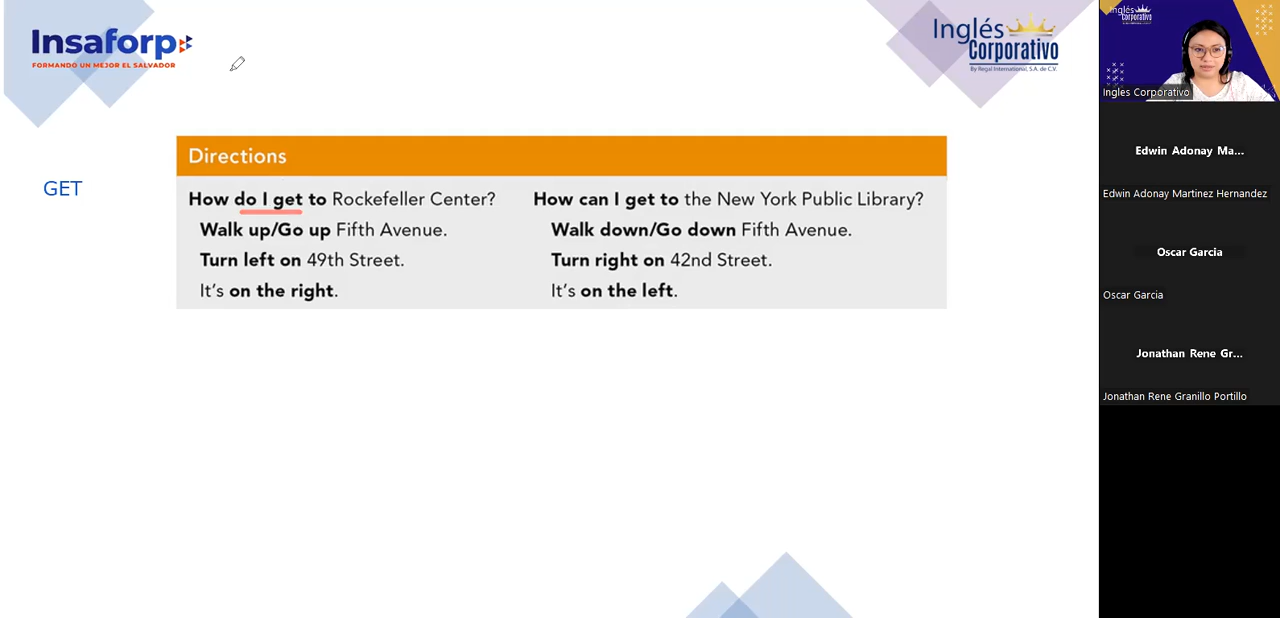 Insaforp
FORMANDO UN MEJOR EL SALVADOR
Inglés
Corporativo
By Regal International, S.A. de C.V.
GET
Directions
How do I get to Rockefeller Center?
Walk up/Go up Fifth Avenue.
Turn left on 49th Street.
It's on the right.
How can I get to the New York Public Library?
Walk down/Go down Fifth Avenue.
Turn right on 42nd Street.
It's on the left.
Inglés
Corporativo
Ingles Corporativo
Edwin Adonay Ma...
Edwin Adonay Martinez Hernandez
Oscar Garcia
Oscar Garcia
Jonathan Rene Gr...
Jonathan Rene Granillo Portillo